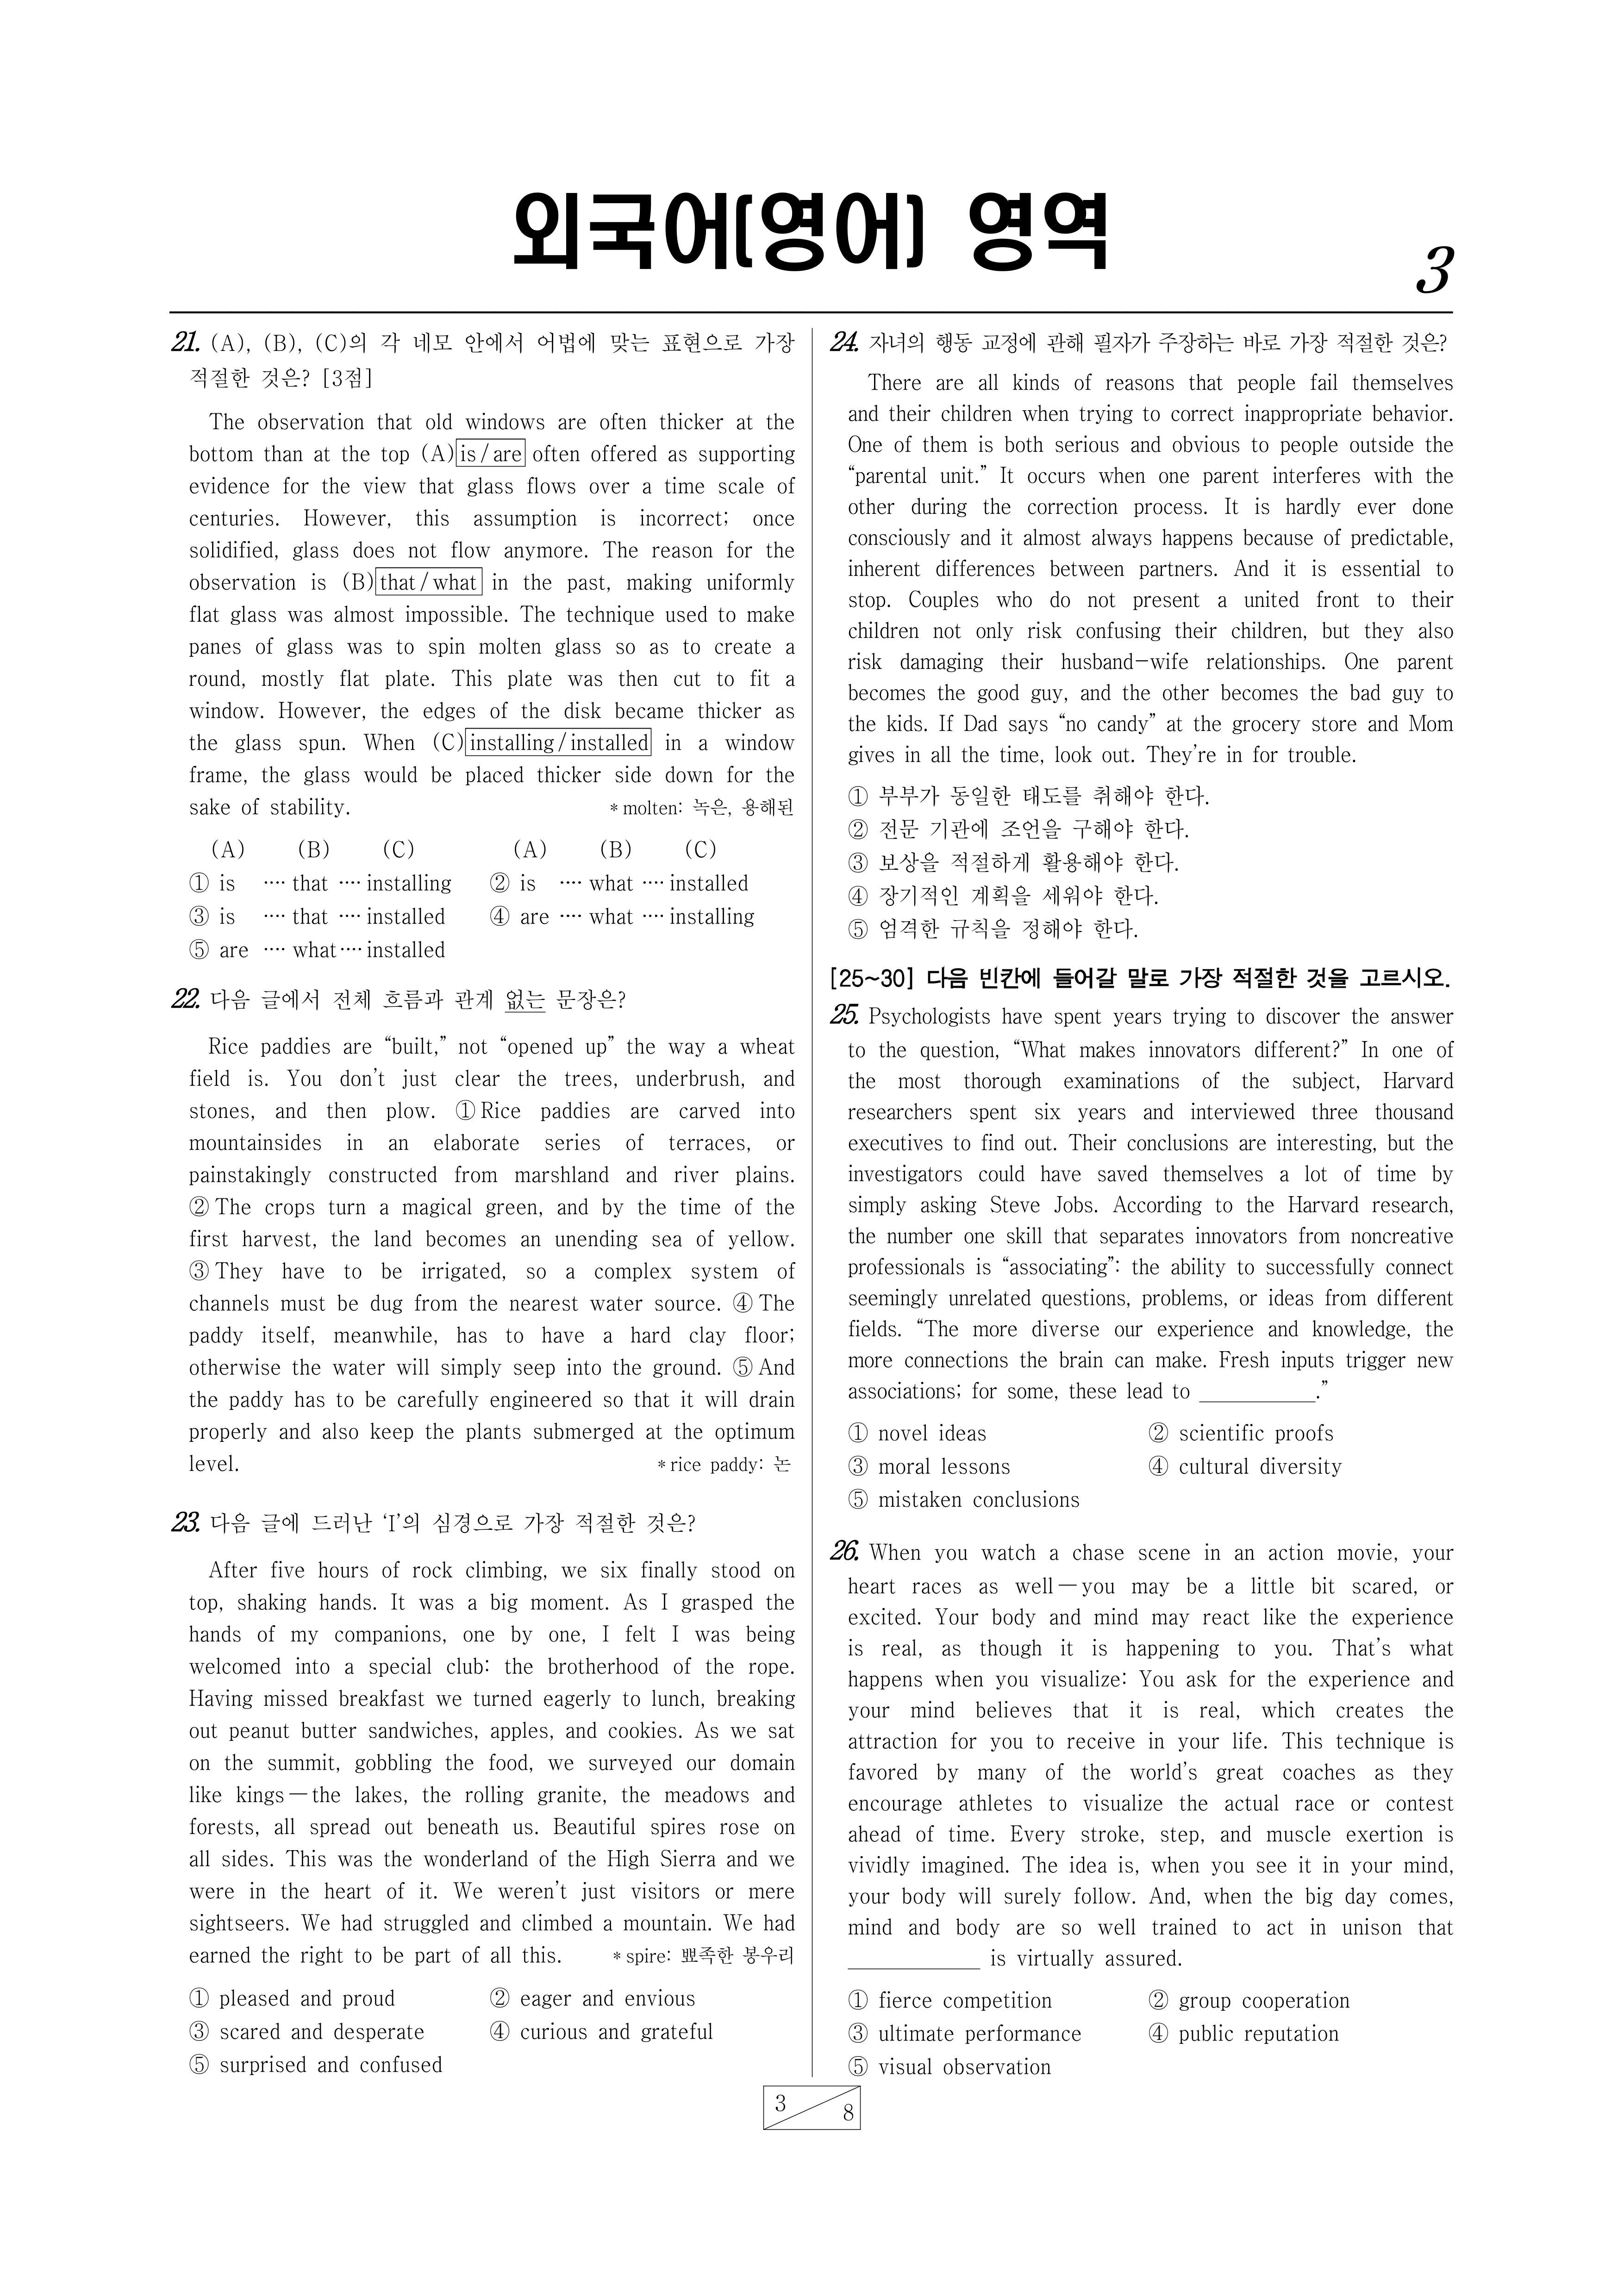 외국어(영어) 영역
3
21. (A), (B), (C)의 각 네모 안에서 어법에 맞는 표현으로 가장
적절한 것은? [3점]
The observation that old windows are often thicker at the
bottom than at the top (A) is / are often offered as supporting
evidence for the view that glass flows over a time scale of
centuries. However, this assumption is incorrect; once
solidified, glass does not flow anymore. The reason for the
observation is (B) that / what in the past, making uniformly
flat glass was almost impossible. The technique used to make
panes of glass was to spin molten glass so as to create a
round, mostly flat plate. This plate was then cut to fit a
window. However, the edges of the disk became thicker as
the glass spun. When (C) installing / installed in a window
frame, the glass would be placed thicker side down for the
sake of stability. * molten: 녹은, 용해된
(A) (B) (C) (A) (B) (C)
① is ···· that ···· installing ② is ···· what ···· installed
③ is ···· that ···· installed ④ are ···· what ···· installing
⑤ are ···· what ···· installed
22. 다음 글에서 전체 흐름과 관계 없는 문장은?
Rice paddies are “built,” not “opened up” the way a wheat
field is. You don’t just clear the trees, underbrush, and
stones, and then plow. ① Rice paddies are carved into
mountainsides in an elaborate series of terraces, or
painstakingly constructed from marshland and river plains.
② The crops turn a magical green, and by the time of the
first harvest, the land becomes an unending sea of yellow.
③ They have to be irrigated, so a complex system of
channels must be dug from the nearest water source. ④ The
paddy itself, meanwhile, has to have a hard clay floor;
otherwise the water will simply seep into the ground. ⑤ And
the paddy has to be carefully engineered so that it will drain
properly and also keep the plants submerged at the optimum
level. * rice paddy: 논
23. 다음 글에 드러난 ‘I’의 심경으로 가장 적절한 것은?
After five hours of rock climbing, we six finally stood on
top, shaking hands. It was a big moment. As I grasped the
hands of my companions, one by one, I felt I was being
welcomed into a special club: the brotherhood of the rope.
Having missed breakfast we turned eagerly to lunch, breaking
out peanut butter sandwiches, apples, and cookies. As we sat
on the summit, gobbling the food, we surveyed our domain
like kings — the lakes, the rolling granite, the meadows and
forests, all spread out beneath us. Beautiful spires rose on
all sides. This was the wonderland of the High Sierra and we
were in the heart of it. We weren’t just visitors or mere
sightseers. We had struggled and climbed a mountain. We had
earned the right to be part of all this. * spire: 뾰족한 봉우리
① pleased and proud ② eager and envious
③ scared and desperate ④ curious and grateful
⑤ surprised and confused
24. 자녀의 행동 교정에 관해 필자가 주장하는 바로 가장 적절한 것은?
There are all kinds of reasons that people fail themselves
and their children when trying to correct inappropriate behavior.
One of them is both serious and obvious to people outside the
“parental unit.” It occurs when one parent interferes with the
other during the correction process. It is hardly ever done
consciously and it almost always happens because of predictable,
inherent differences between partners. And it is essential to
stop. Couples who do not present a united front to their
children not only risk confusing their children, but they also
risk damaging their husband-wife relationships. One parent
becomes the good guy, and the other becomes the bad guy to
the kids. If Dad says “no candy” at the grocery store and Mom
gives in all the time, look out. They’re in for trouble.
① 부부가 동일한 태도를 취해야 한다.
② 전문 기관에 조언을 구해야 한다.
③ 보상을 적절하게 활용해야 한다.
④ 장기적인 계획을 세워야 한다.
⑤ 엄격한 규칙을 정해야 한다.
[25~30] 다음 빈칸에 들어갈 말로 가장 적절한 것을 고르시오.
25. Psychologists have spent years trying to discover the answer
to the question, “What makes innovators different?” In one of
the most thorough examinations of the subject, Harvard
researchers spent six years and interviewed three thousand
executives to find out. Their conclusions are interesting, but the
investigators could have saved themselves a lot of time by
simply asking Steve Jobs. According to the Harvard research,
the number one skill that separates innovators from noncreative
professionals is “associating”: the ability to successfully connect
seemingly unrelated questions, problems, or ideas from different
fields. “The more diverse our experience and knowledge, the
more connections the brain can make. Fresh inputs trigger new
associations; for some, these lead to ___________.”
① novel ideas ② scientific proofs
③ moral lessons ④ cultural diversity
⑤ mistaken conclusions
26. When you watch a chase scene in an action movie, your
heart races as well — you may be a little bit scared, or
excited. Your body and mind may react like the experience
is real, as though it is happening to you. That’s what
happens when you visualize: You ask for the experience and
your mind believes that it is real, which creates the
attraction for you to receive in your life. This technique is
favored by many of the world’s great coaches as they
encourage athletes to visualize the actual race or contest
ahead of time. Every stroke, step, and muscle exertion is
vividly imagined. The idea is, when you see it in your mind,
your body will surely follow. And, when the big day comes,
mind and body are so well trained to act in unison that
____________ is virtually assured.
① fierce competition ② group cooperation
③ ultimate performance ④ public reputation
⑤ visual observation
3
8